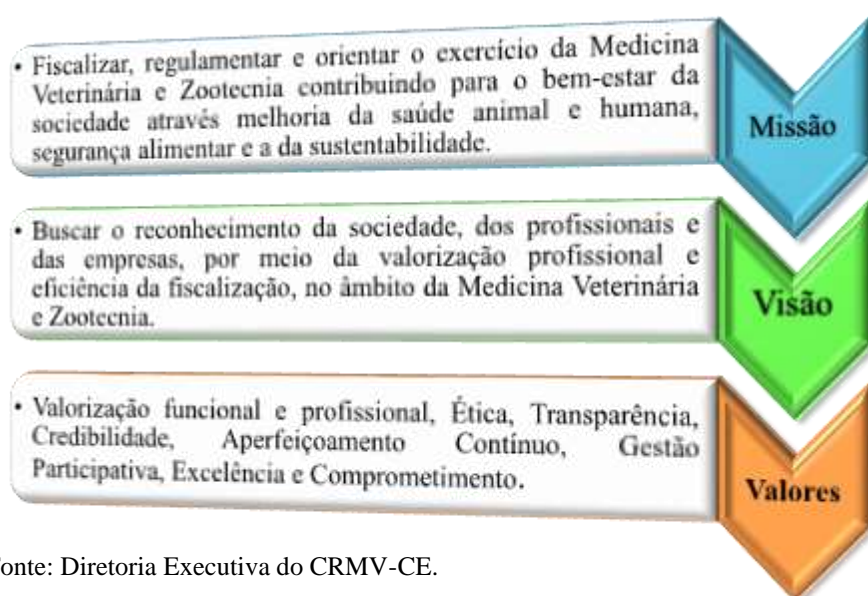 • Fiscalizar, regulamentar e orientar o exercício da Medicina
Veterinária e Zootecnia contribuindo para o bem-estar da
sociedade através melhoria da saúde animal e humana,
segurança alimentar e a da sustentabilidade.
Missão
• Buscar o reconhecimento da sociedade, dos profissionais e
das empresas, por meio da valorização profissional e
eficiência da fiscalização, no âmbito da Medicina Veterinária
e Zootecnia.
Visão
• Valorização funcional e profissional, Ética, Transparência,
Credibilidade, Aperfeiçoamento Contínuo, Gestão
Participativa, Excelência e Comprometimento.
Valores
onte: Diretoria Executiva do CRMV-CE.